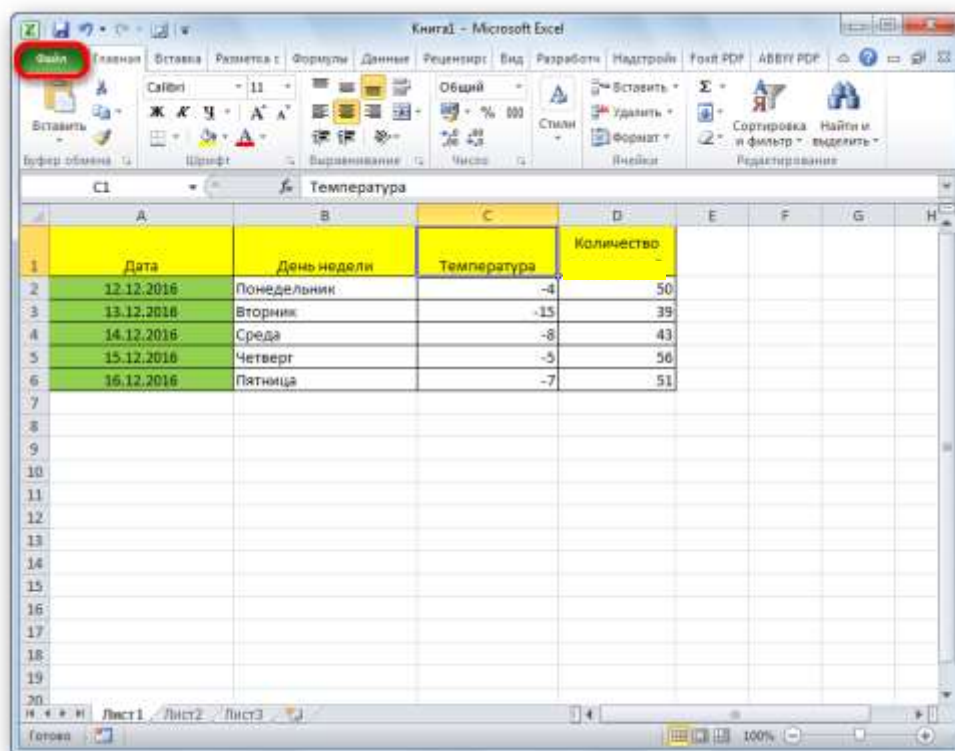 Книга1 - Microsoft Excel
Файл Главная Вставка Разметка с Формулы Данные Рецензирс Вид Разработч Надстройк Foxit PDF ABBYY PDF
Calibri 11 Общий Вставить
Ж К Ч A A % 000 Удалить
Вставить Стили Формат Σ Сортировка и фильтр Найти и выделить
Буфер обмена Шрифт Выравнивание Число Ячейки Редактирование
C1 fx Температура
A B C D E F G H
1 Дата День недели Температура Количество
2 12.12.2016 Понедельник -4 50
3 13.12.2016 Вторник -15 39
4 14.12.2016 Среда -8 43
5 15.12.2016 Четверг -5 56
6 16.12.2016 Пятница -7 51
7
8
9
10
11
12
13
14
15
16
17
18
19
20
Лист1 Лист2 Лист3
Готово 100%